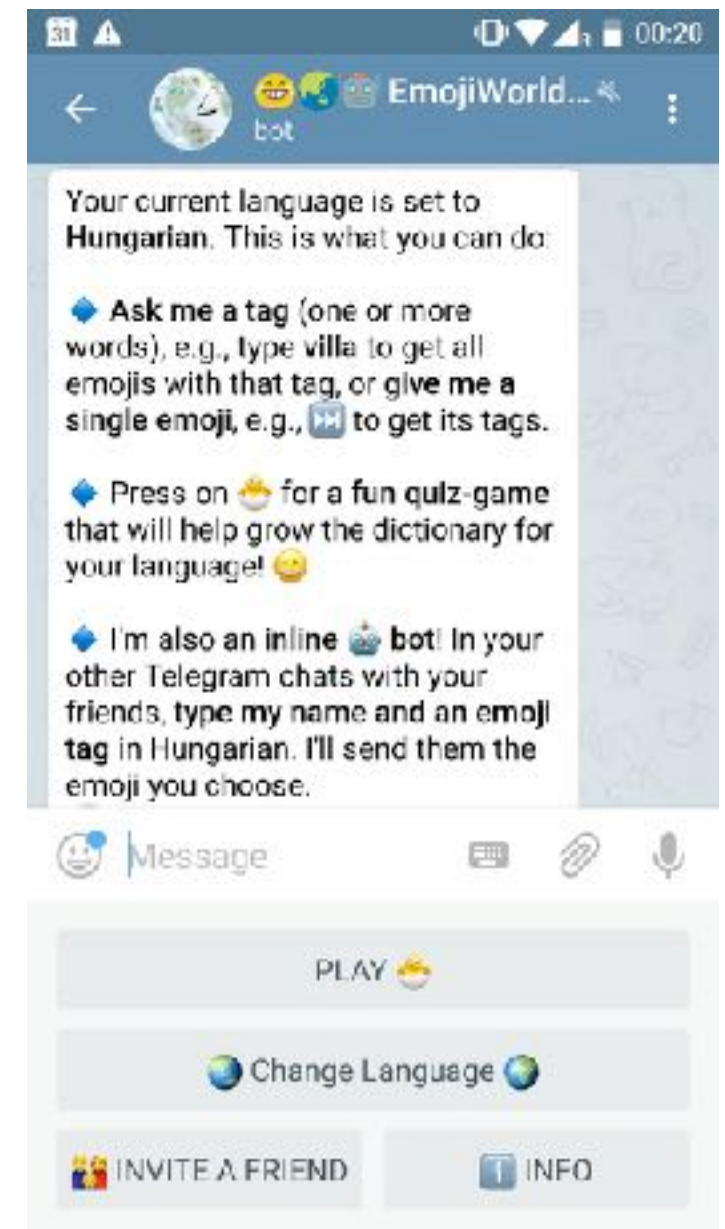 31 00:20
😁🌏🤖 EmojiWorld...
bot
Your current language is set to
Hungarian. This is what you can do:
🔹 Ask me a tag (one or more
words), e.g., type villa to get all
emojis with that tag, or give me a
single emoji, e.g., ⏭ to get its tags.
🔹 Press on 🐣 for a fun quiz-game
that will help grow the dictionary for
your language! 😊
🔹 I'm also an inline 🤖 bot! In your
other Telegram chats with your
friends, type my name and an emoji
tag in Hungarian. I'll send them the
emoji you choose.
Message
PLAY 🐣
🌏 Change Language 🌍
👫 INVITE A FRIEND
ℹ️ INFO